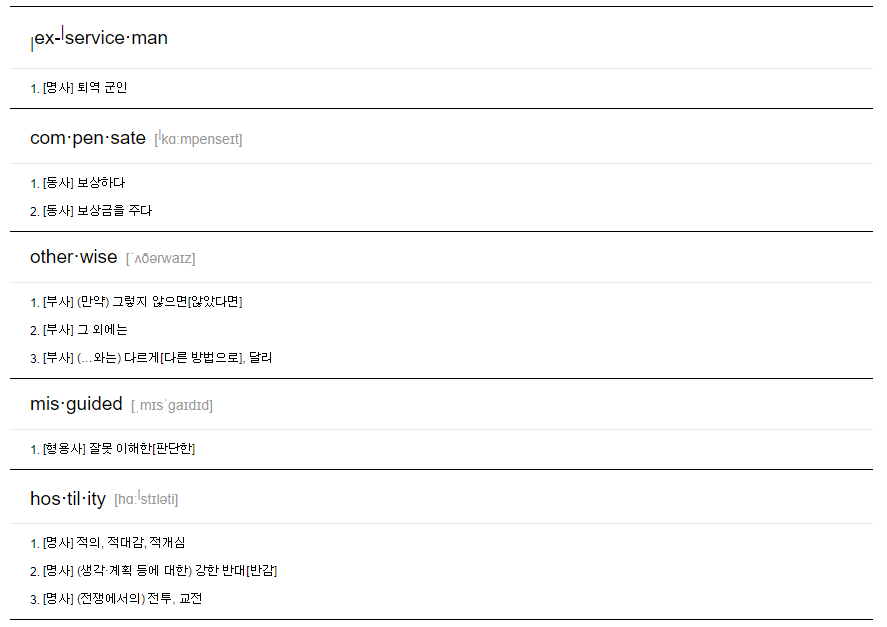 ˌex-ˈservice·man
1. [명사] 퇴역 군인
com·pen·sate [ˈkɑːmpenseɪt]
1. [동사] 보상하다
2. [동사] 보상금을 주다
other·wise [ˊʌðərwaɪz]
1. [부사] (만약) 그렇지 않으면[않았다면]
2. [부사] 그 외에는
3. [부사] (…와는) 다르게[다른 방법으로], 달리
mis·guided [ˌmɪsˊgaɪdɪd]
1. [형용사] 잘못 이해한[판단한]
hos·til·ity [hɑːˈstɪləti]
1. [명사] 적의, 적대감, 적개심
2. [명사] (생각·계획 등에 대한) 강한 반대[반감]
3. [명사] (전쟁에서의) 전투, 교전